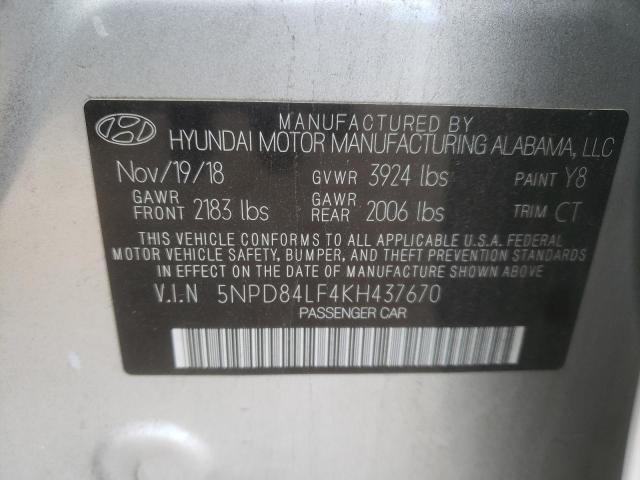 MANUFACTURED BY
HYUNDAI MOTOR MANUFACTURING ALABAMA, LLC
Nov/19/18 GVWR 3924 lbs PAINT Y8
GAWR FRONT 2183 lbs GAWR REAR 2006 lbs TRIM CT
THIS VEHICLE CONFORMS TO ALL APPLICABLE U.S.A. FEDERAL
MOTOR VEHICLE SAFETY, BUMPER, AND THEFT PREVENTION
STANDARDS IN EFFECT ON THE DATE OF MANUFACTURE SHOWN ABOVE.
V.I.N 5NPD84LF4KH437670
PASSENGER CAR